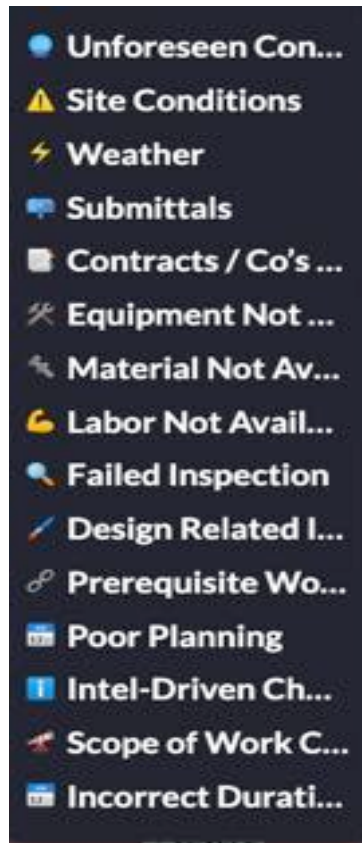 Unforeseen Con...
Site Conditions
Weather
Submittals
Contracts / Co's ...
Equipment Not ...
Material Not Av...
Labor Not Avail...
Failed Inspection
Design Related I...
Prerequisite Wo...
Poor Planning
Intel-Driven Ch...
Scope of Work C...
Incorrect Durati...